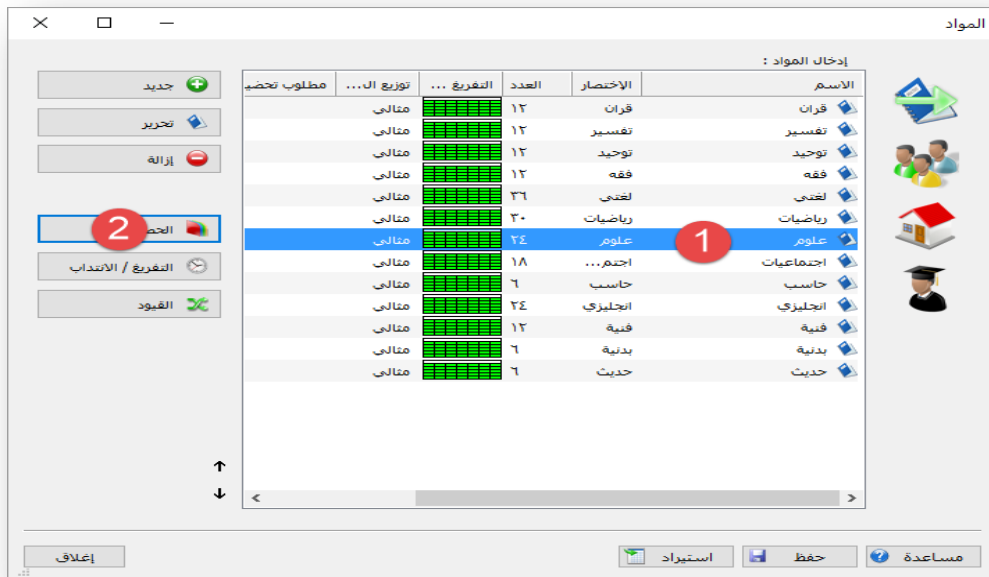 المواد
إدخال المواد :
الاسم الإختصار العدد التفريغ ... توزيع ال... مطلوب تحضي
قران قران ١٢ مثالي
تفسير تفسير ١٢ مثالي
توحيد توحيد ١٢ مثالي
فقه فقه ١٢ مثالي
لغتي لغتي ٣٦ مثالي
رياضيات رياضيات ٣٠ مثالي
علوم 1 علوم ٢٤ مثالي
اجتماعيات اجتم... ١٨ مثالي
حاسب حاسب ٦ مثالي
انجليزي انجليزي ٢٤ مثالي
فنية فنية ١٢ مثالي
بدنية بدنية ٦ مثالي
حديث حديث ٦ مثالي
جديد
تحرير
إزالة
2
التفريغ / الانتداب
القيود
مساعدة حفظ استيراد إغلاق